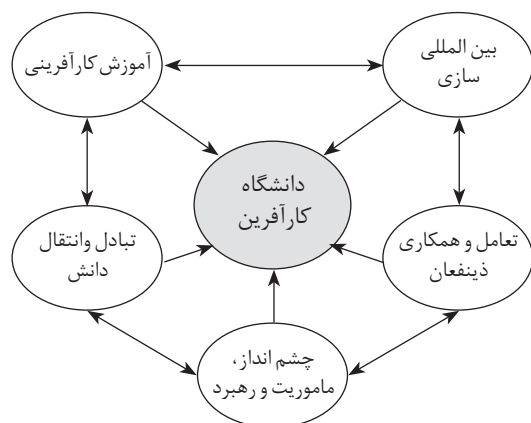 بین المللی
سازی
آموزش کارآفرینی
دانشگاه
کارآفرین
تعامل و همکاری
ذینفعان
تبادل وانتقال
دانش
چشم انداز،
ماموریت و رهبرد